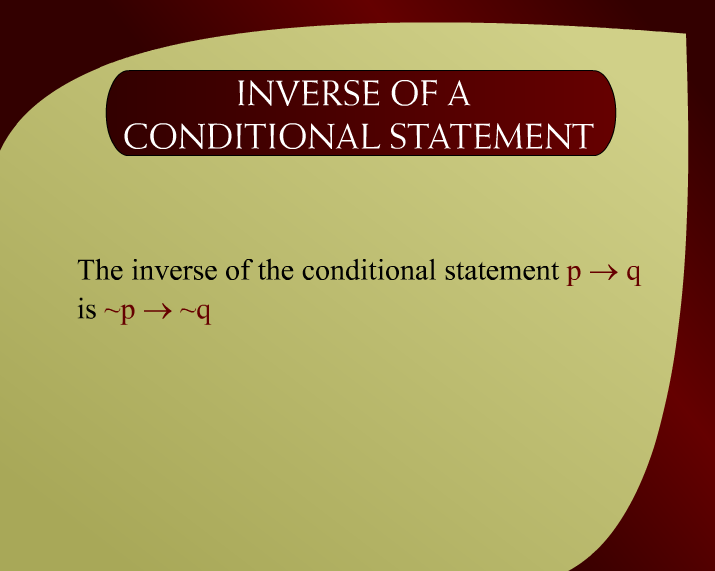 INVERSE OF A
CONDITIONAL STATEMENT
The inverse of the conditional statement p → q
is ~p → ~q